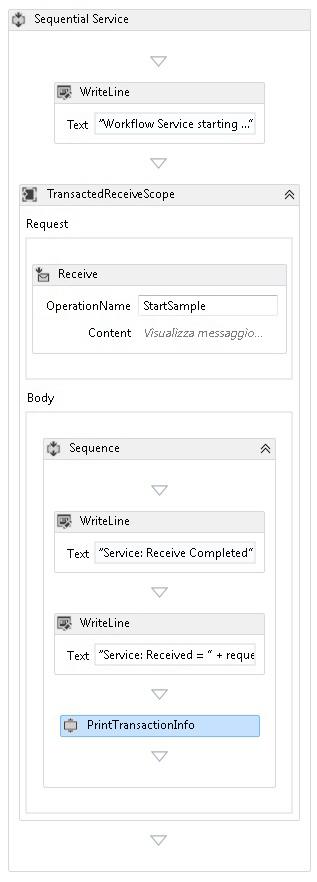 Sequential Service
WriteLine
Text "Workflow Service starting ..."
TransactedReceiveScope
Request
Receive
OperationName StartSample
Content Visualizza messaggio...
Body
Sequence
WriteLine
Text "Service: Receive Completed"
WriteLine
Text "Service: Received = " + reque
PrintTransactionInfo